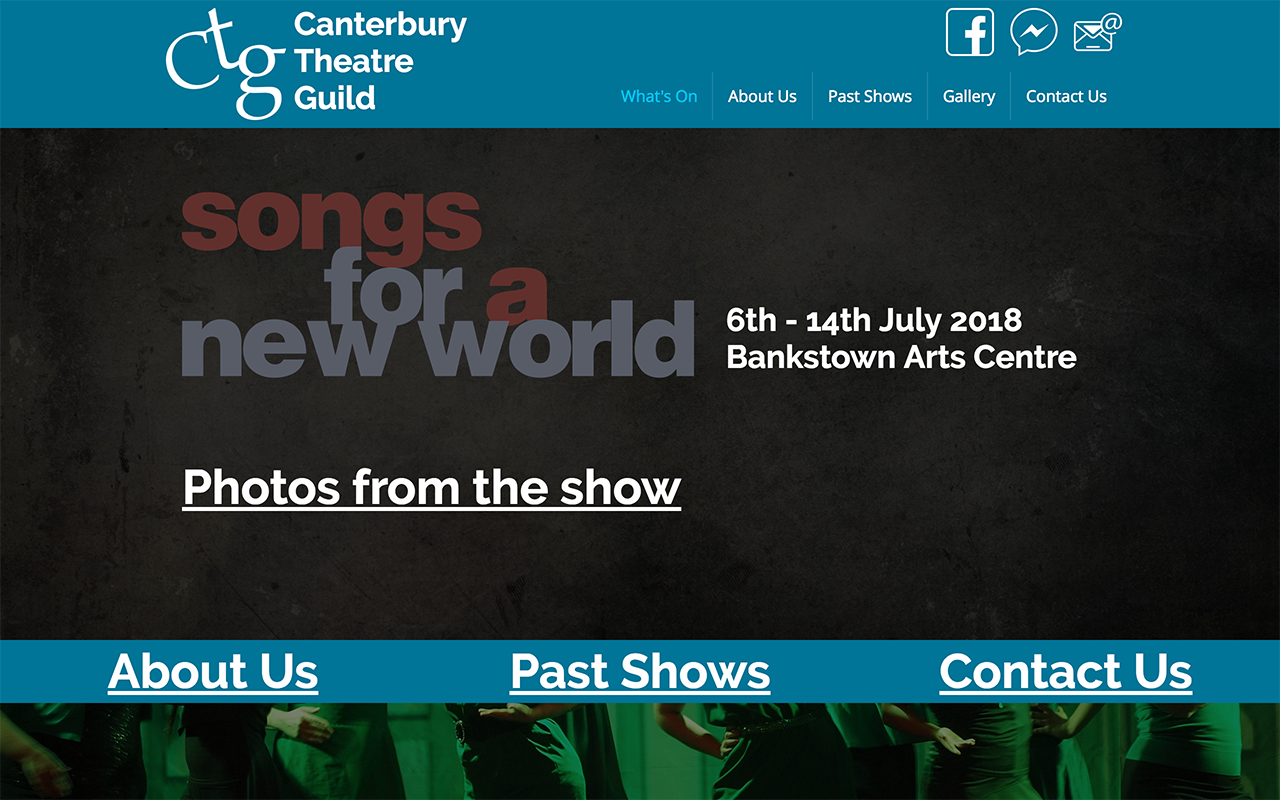 ctg
Canterbury
Theatre
Guild
What's On
About Us
Past Shows
Gallery
Contact Us
songs
for a
new world
6th - 14th July 2018
Bankstown Arts Centre
Photos from the show
About Us
Past Shows
Contact Us